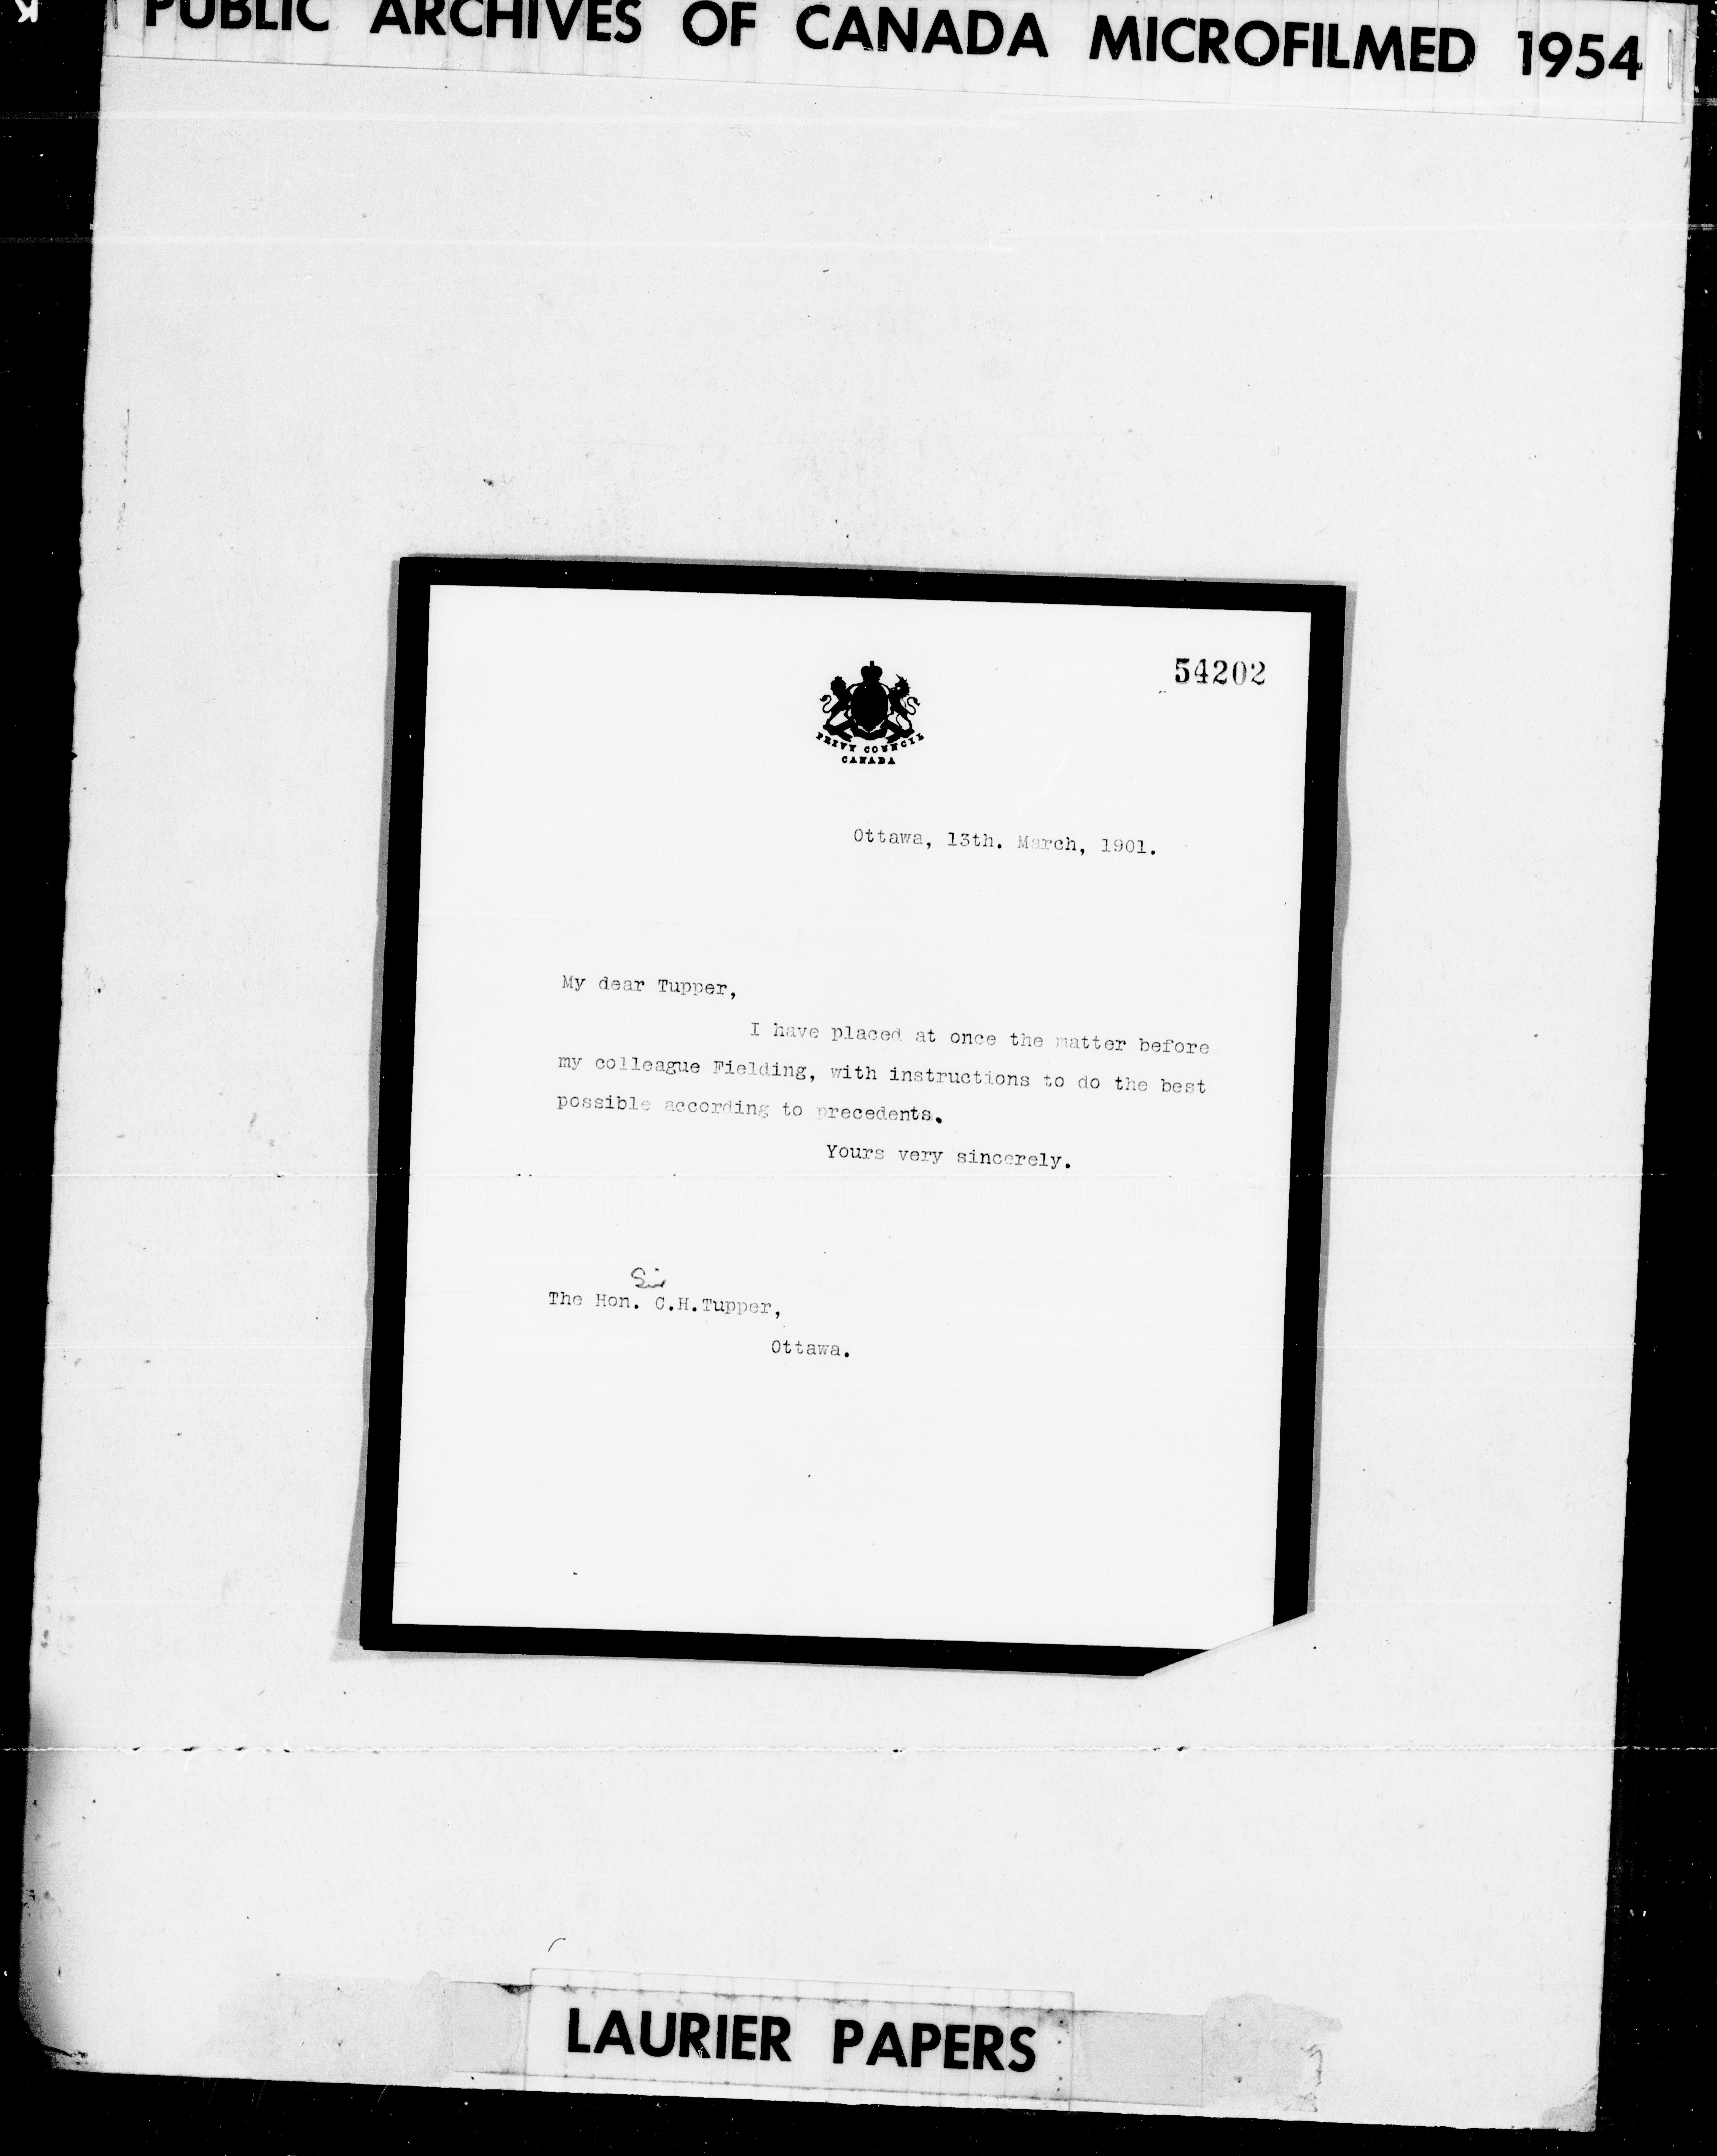 PUBLIC ARCHIVES OF CANADA MICROFILMED 1954
54202
PRIVY COUNCIL
CANADA
Ottawa, 13th. March, 1901.
My dear Tupper,
I have placed at once the matter before
my colleague Fielding, with instructions to do the best
possible according to precedents.
Yours very sincerely.
Sir
The Hon. C.H.Tupper,
Ottawa.
LAURIER PAPERS